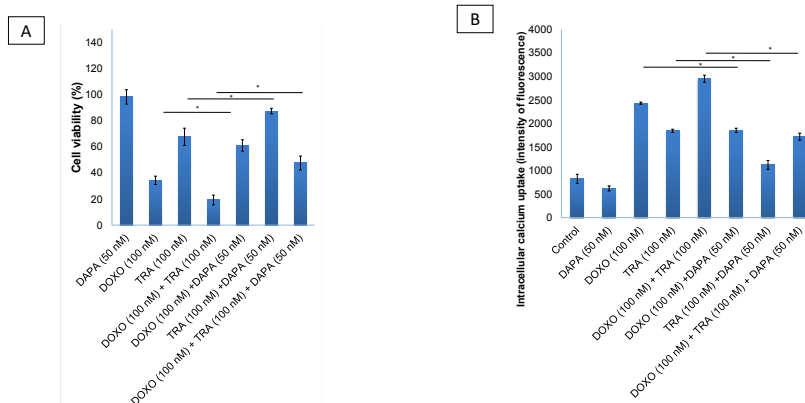 A
Cell viability (%)
140
120
100
80
60
40
20
0
*
*
*
DAPA (50 nM)
DOXO (100 nM)
TRA (100 nM)
DOXO (100 nM) + TRA (100 nM)
DOXO (100 nM) +DAPA (50 nM)
TRA (100 nM) +DAPA (50 nM)
DOXO (100 nM) + TRA (100 nM) + DAPA (50 nM)
B
Intracellular calcium uptake (intensity of fluorescence)
4000
3500
3000
2500
2000
1500
1000
500
0
*
*
*
Control
DAPA (50 nM)
DOXO (100 nM)
TRA (100 nM)
DOXO (100 nM) + TRA (100 nM)
DOXO (100 nM) +DAPA (50 nM)
TRA (100 nM) +DAPA (50 nM)
DOXO (100 nM) + TRA (100 nM) + DAPA (50 nM)